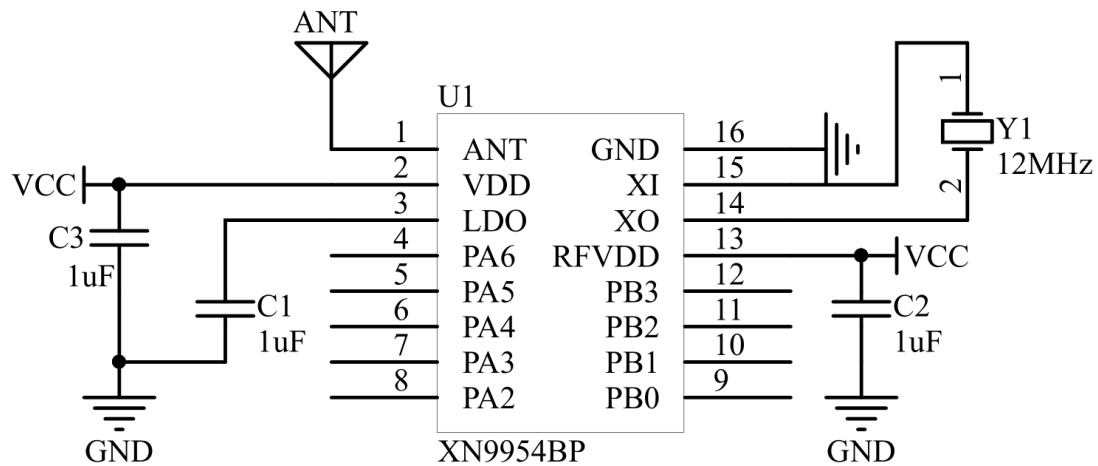 ANT
U1
1
ANT
GND
16
2
VDD
XI
15
3
LDO
XO
14
4
PA6
RFVDD
13
5
PA5
PB3
12
6
PA4
PB2
11
7
PA3
PB1
10
8
PA2
PB0
9
XN9954BP
VCC
C3
1uF
C1
1uF
GND
1
Y1
12MHz
2
VCC
C2
1uF
GND